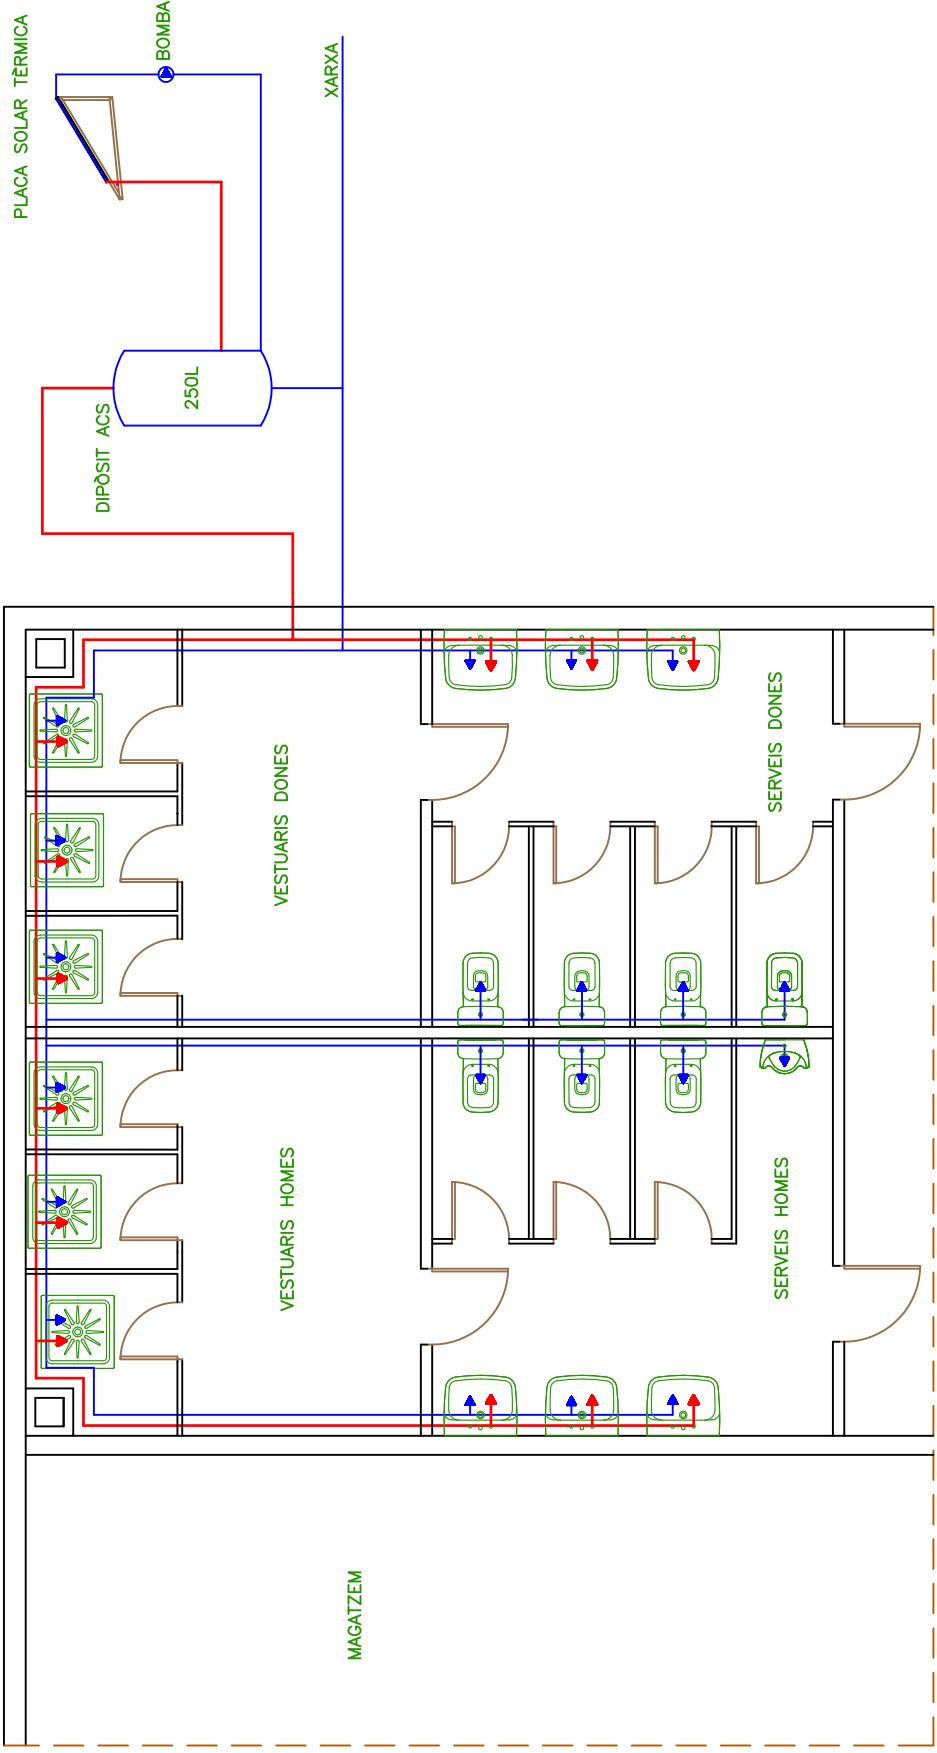 PLACA SOLAR TÈRMICA
BOMBA
XARXA
250L
DIPÒSIT ACS
VESTUARIS DONES
SERVEIS DONES
VESTUARIS HOMES
SERVEIS HOMES
MAGATZEM